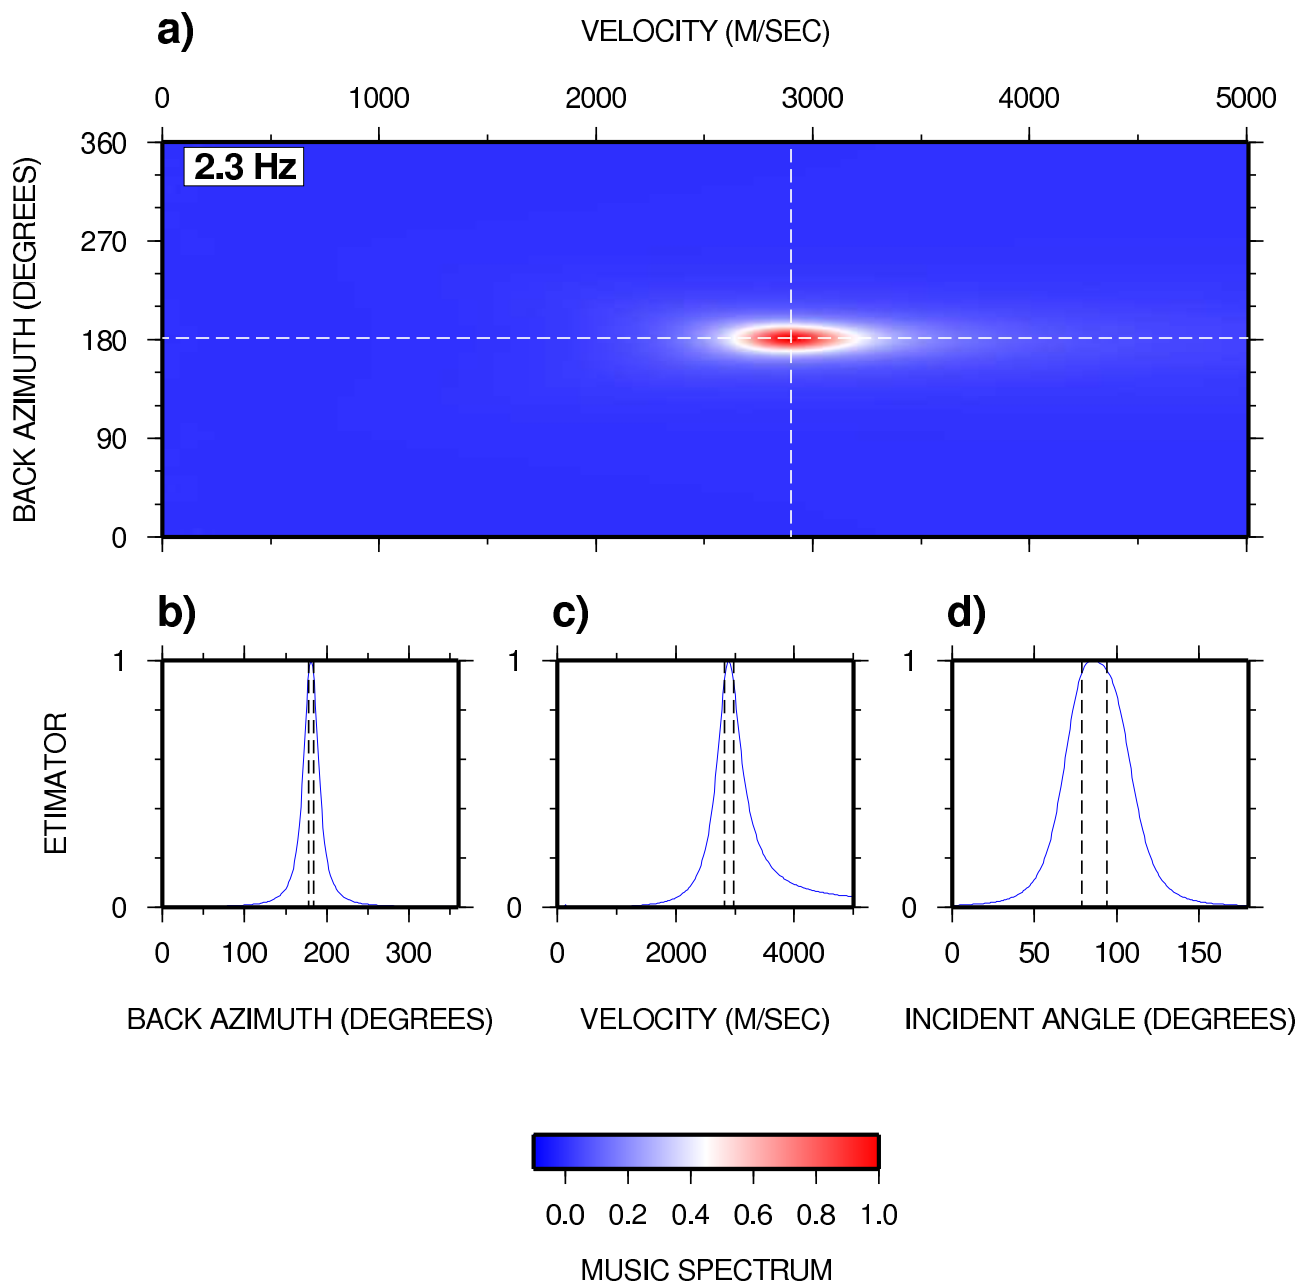 a)
VELOCITY (M/SEC)
0 1000 2000 3000 4000 5000
BACK AZIMUTH (DEGREES)
360
270
180
90
0
2.3 Hz
b) c) d)
ETIMATOR
1 1 1
0 0 0
0 100 200 300 0 2000 4000 0 50 100 150
BACK AZIMUTH (DEGREES) VELOCITY (M/SEC) INCIDENT ANGLE (DEGREES)
0.0 0.2 0.4 0.6 0.8 1.0
MUSIC SPECTRUM